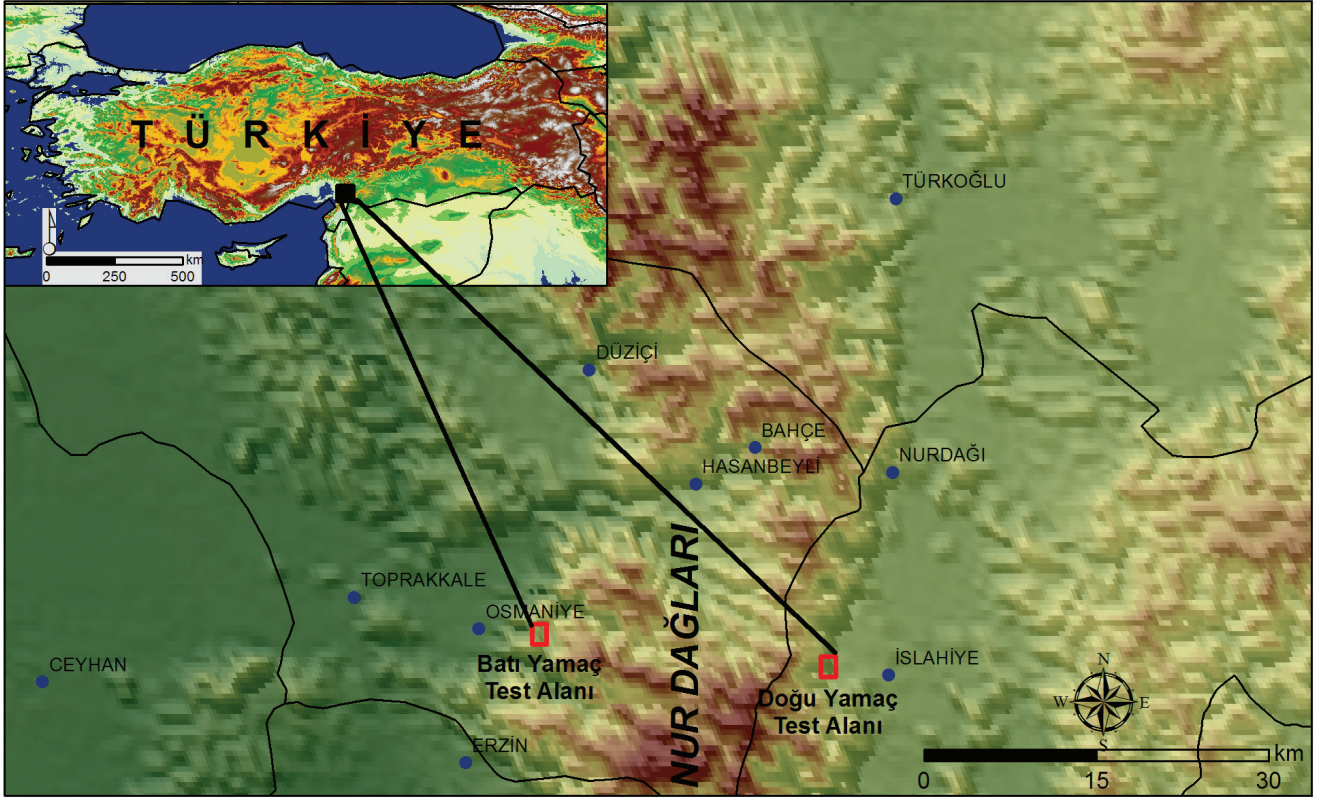 TÜRKİYE
N
km
0 250 500
TÜRKOĞLU
DÜZİÇİ
BAHÇE
HASANBEYLİ
NURDAĞI
TOPRAKKALE
OSMANİYE
Batı Yamaç
Test Alanı
CEYHAN
NUR DAĞLARI
İSLAHİYE
Doğu Yamaç
Test Alanı
ERZİN
N
W E
S
km
0 15 30